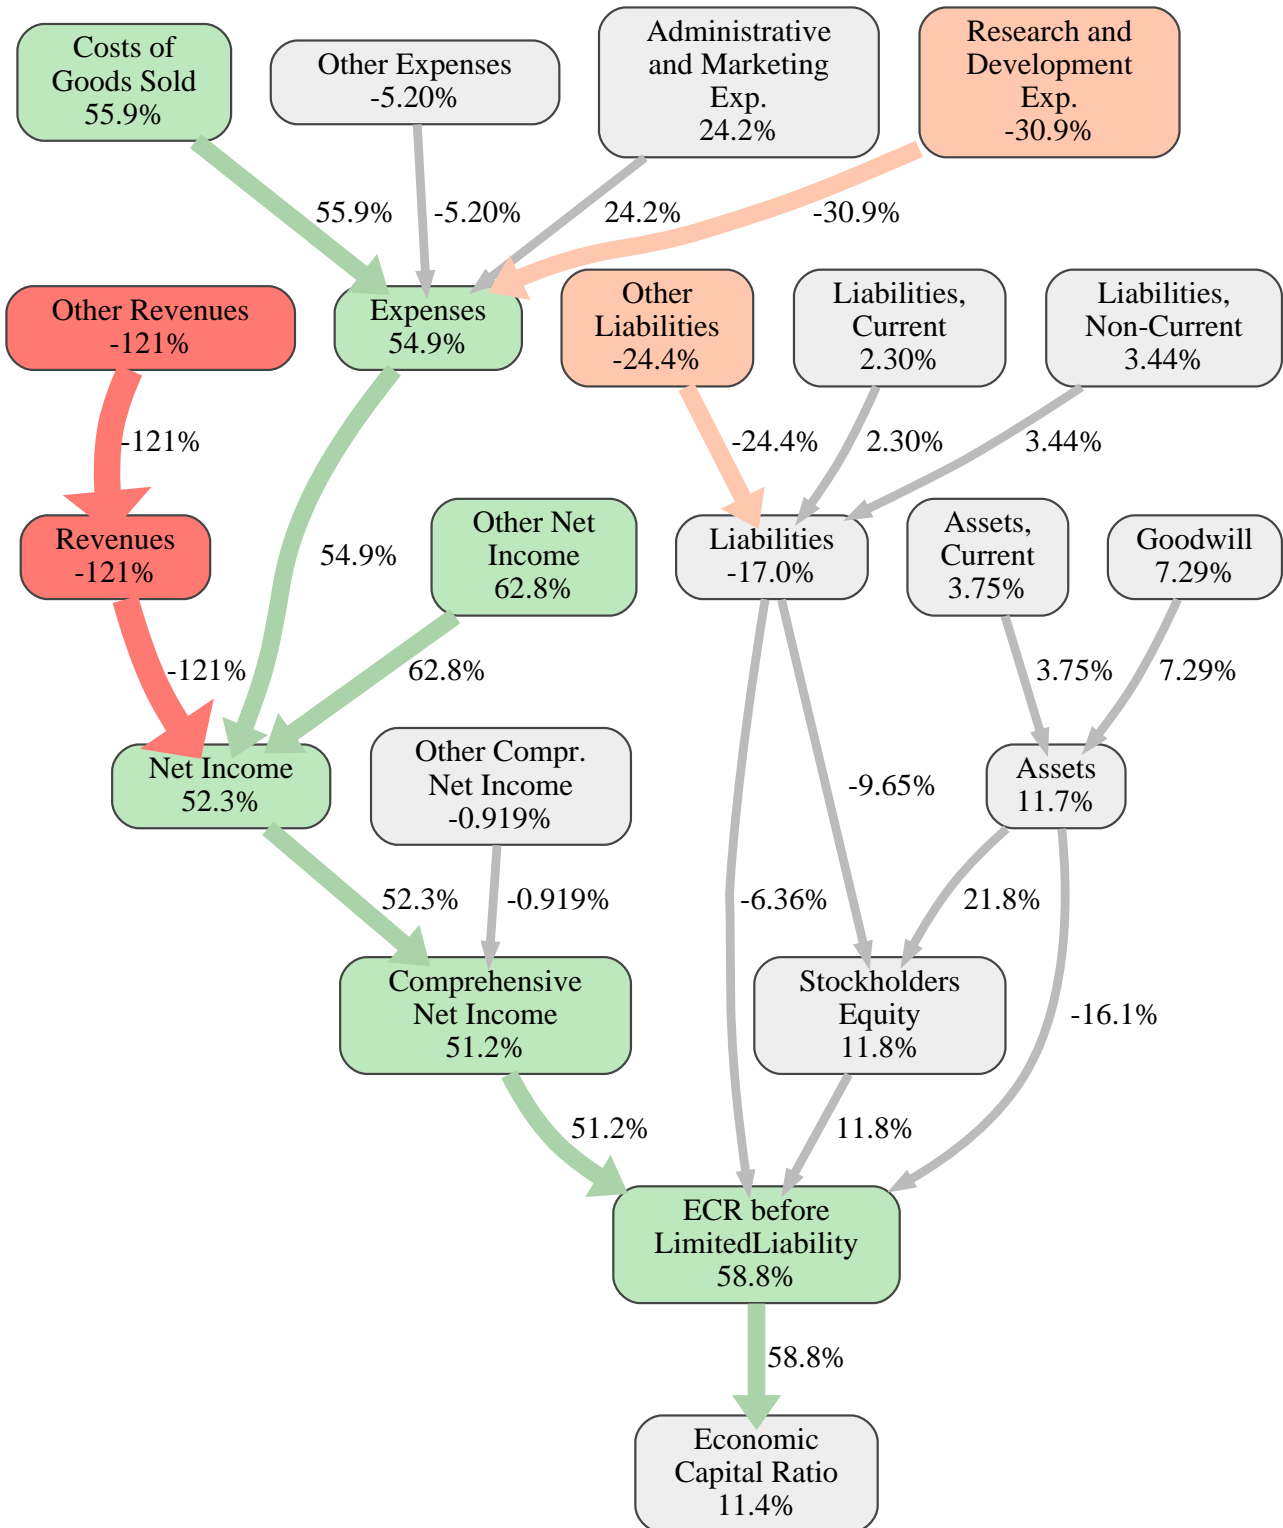 Costs of
Goods Sold
55.9%
Other Expenses
-5.20%
Administrative
and Marketing
Exp.
24.2%
Research and
Development
Exp.
-30.9%
55.9%
-5.20%
24.2%
-30.9%
Other Revenues
-121%
Expenses
54.9%
Other
Liabilities
-24.4%
Liabilities,
Current
2.30%
Liabilities,
Non-Current
3.44%
-121%
-24.4%
2.30%
3.44%
Revenues
-121%
54.9%
Other Net
Income
62.8%
Liabilities
-17.0%
Assets,
Current
3.75%
Goodwill
7.29%
-121%
62.8%
3.75%
7.29%
Net Income
52.3%
Other Compr.
Net Income
-0.919%
-9.65%
Assets
11.7%
52.3%
-0.919%
-6.36%
21.8%
Comprehensive
Net Income
51.2%
Stockholders
Equity
11.8%
-16.1%
51.2%
11.8%
ECR before
LimitedLiability
58.8%
58.8%
Economic
Capital Ratio
11.4%